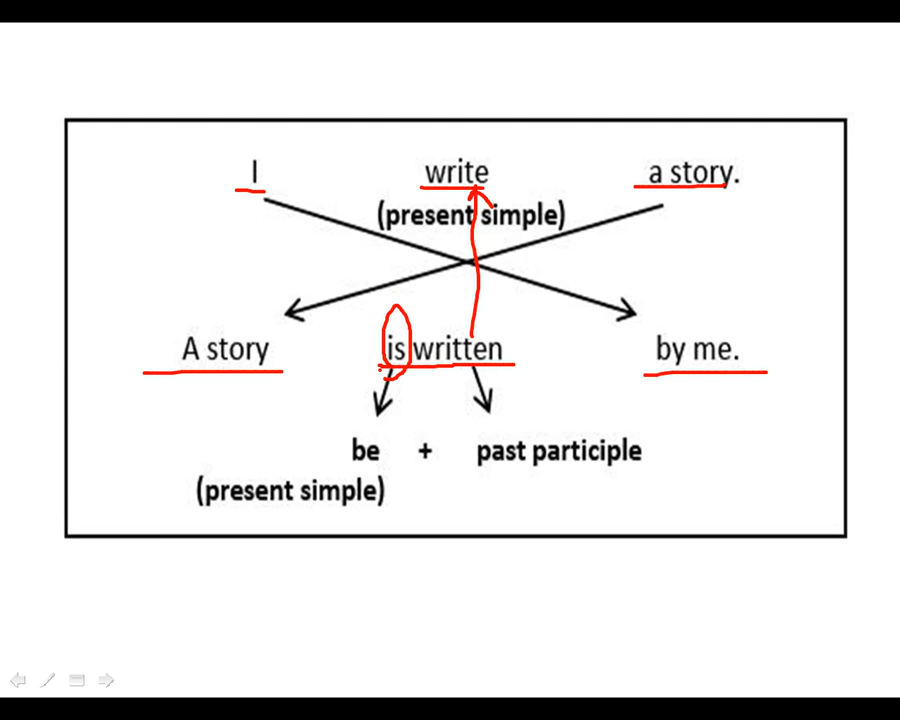 I write a story.
(present simple)
A story is written by me.
be + past participle
(present simple)